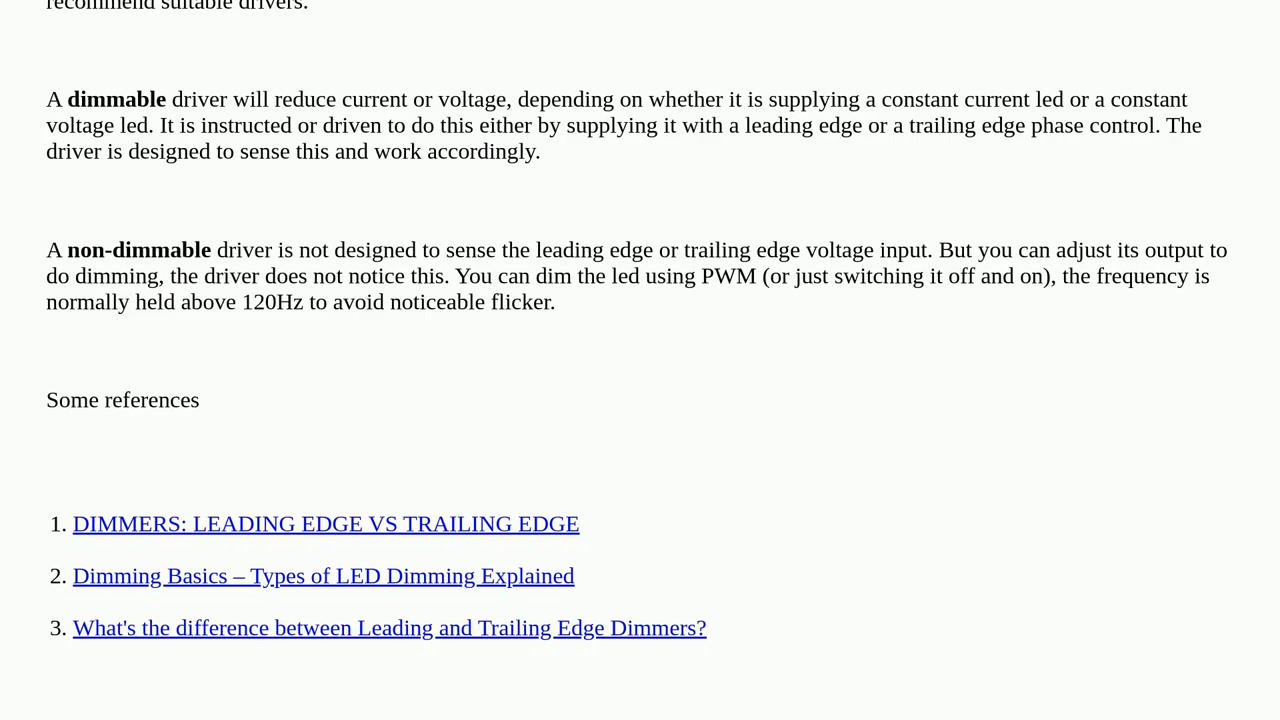 recommend suitable drivers.
A dimmable driver will reduce current or voltage, depending on whether it is supplying a constant current led or a constant
voltage led. It is instructed or driven to do this either by supplying it with a leading edge or a trailing edge phase control. The
driver is designed to sense this and work accordingly.
A non-dimmable driver is not designed to sense the leading edge or trailing edge voltage input. But you can adjust its output to
do dimming, the driver does not notice this. You can dim the led using PWM (or just switching it off and on), the frequency is
normally held above 120Hz to avoid noticeable flicker.
Some references
1. DIMMERS: LEADING EDGE VS TRAILING EDGE
2. Dimming Basics – Types of LED Dimming Explained
3. What's the difference between Leading and Trailing Edge Dimmers?